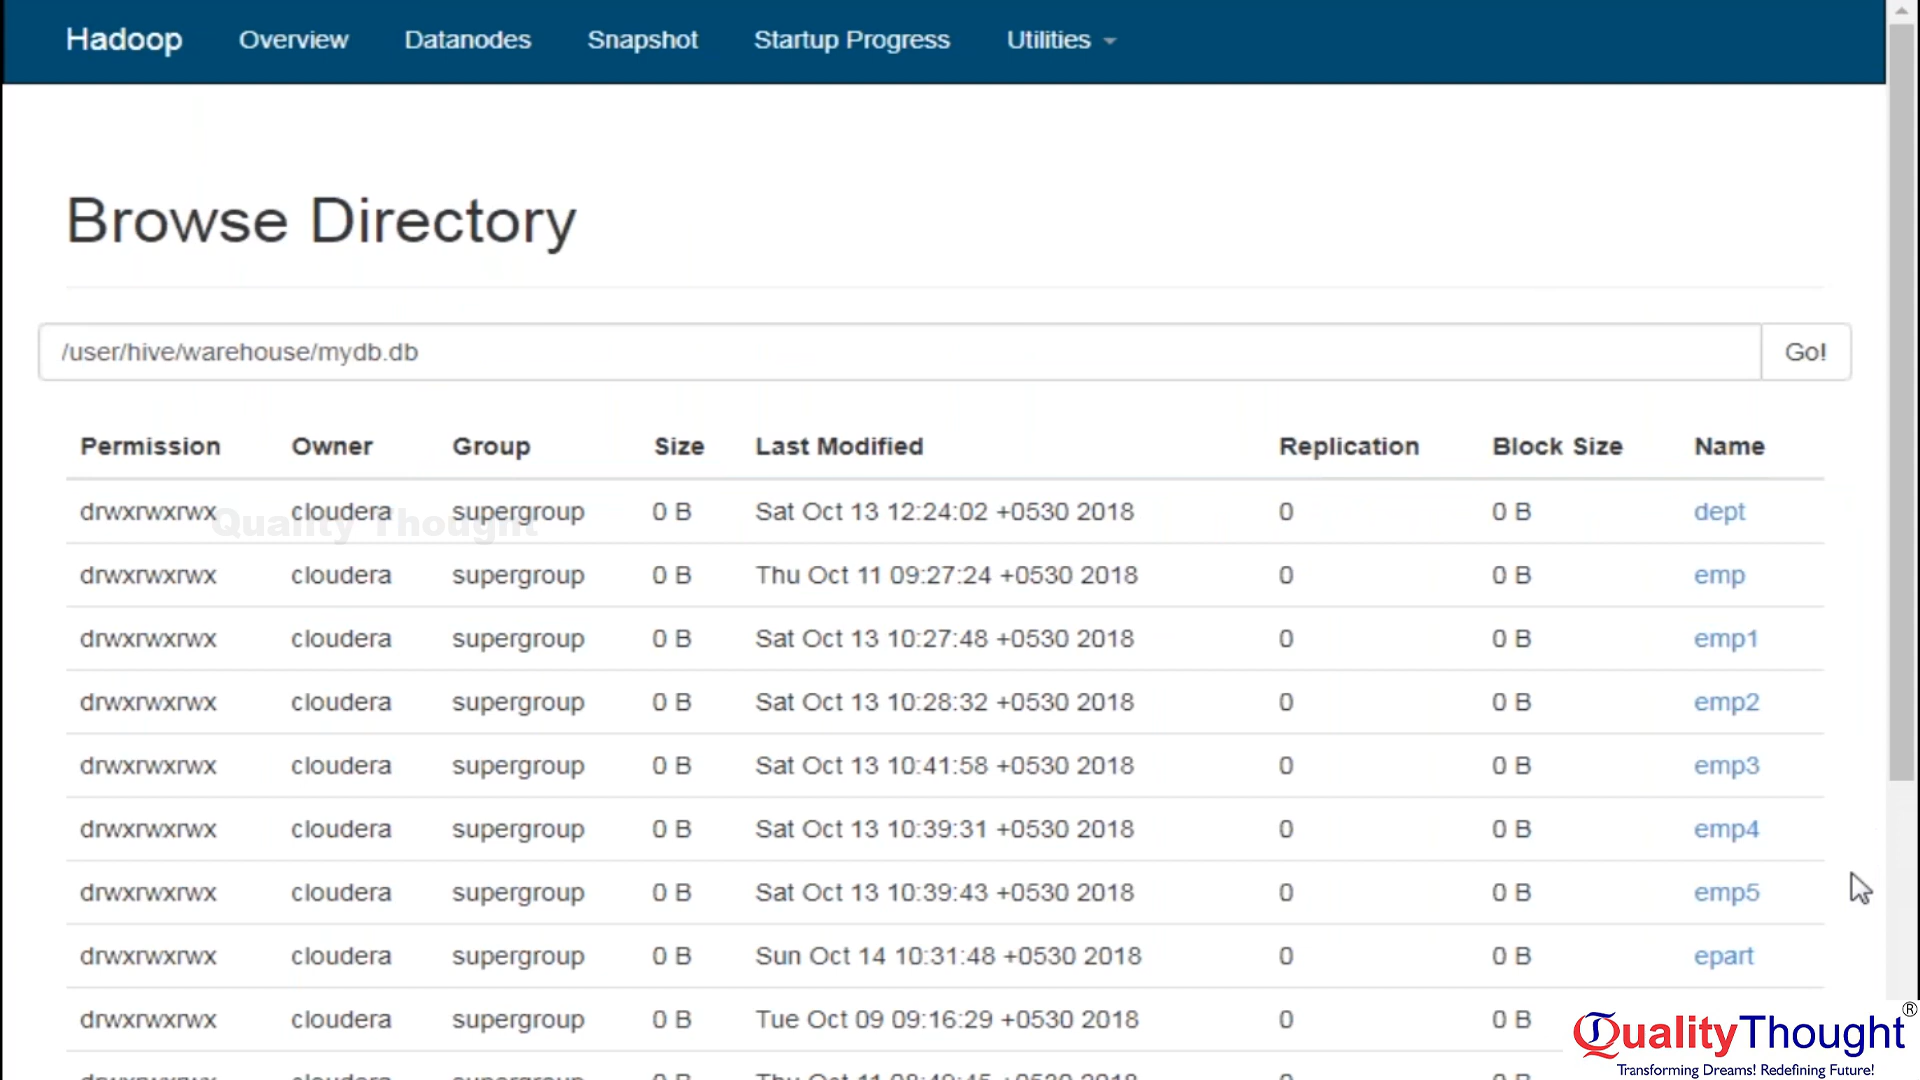 Hadoop Overview Datanodes Snapshot Startup Progress Utilities
Browse Directory
/user/hive/warehouse/mydb.db Go!
Permission Owner Group Size Last Modified Replication Block Size Name
drwxrwxrwx cloudera supergroup 0 B Sat Oct 13 12:24:02 +0530 2018 0 0 B dept
Quality Thought
drwxrwxrwx cloudera supergroup 0 B Thu Oct 11 09:27:24 +0530 2018 0 0 B emp
drwxrwxrwx cloudera supergroup 0 B Sat Oct 13 10:27:48 +0530 2018 0 0 B emp1
drwxrwxrwx cloudera supergroup 0 B Sat Oct 13 10:28:32 +0530 2018 0 0 B emp2
drwxrwxrwx cloudera supergroup 0 B Sat Oct 13 10:41:58 +0530 2018 0 0 B emp3
drwxrwxrwx cloudera supergroup 0 B Sat Oct 13 10:39:31 +0530 2018 0 0 B emp4
drwxrwxrwx cloudera supergroup 0 B Sat Oct 13 10:39:43 +0530 2018 0 0 B emp5
drwxrwxrwx cloudera supergroup 0 B Sun Oct 14 10:31:48 +0530 2018 0 0 B epart
drwxrwxrwx cloudera supergroup 0 B Tue Oct 09 09:16:29 +0530 2018 0 0 B
QualityThought®
Transforming Dreams! Redefining Future!